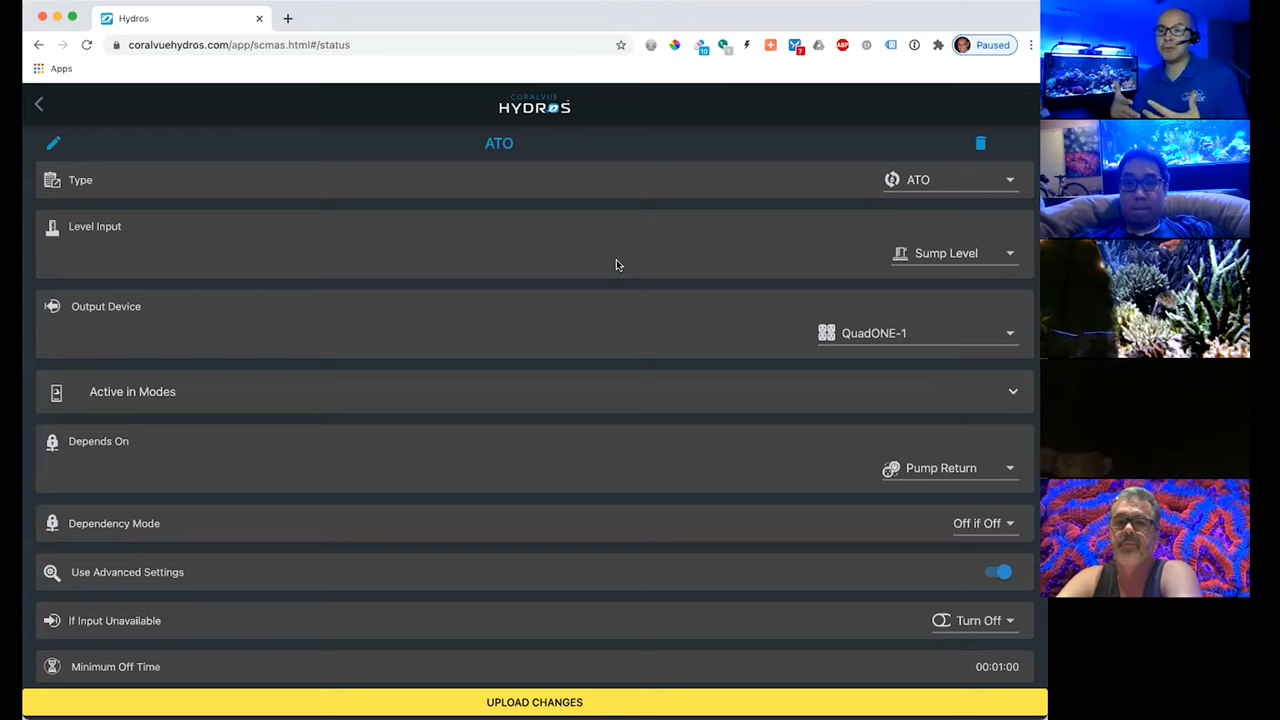 Hydros
coralvuehydros.com/app/scmas.html#/status
10
?
ABP
Paused
Apps
CORALVUE
HYDROS
ATO
Type
ATO
Level Input
Sump Level
Output Device
QuadONE-1
Active in Modes
Depends On
Pump Return
Dependency Mode
Off if Off
Use Advanced Settings
If Input Unavailable
Turn Off
Minimum Off Time
00:01:00
UPLOAD CHANGES